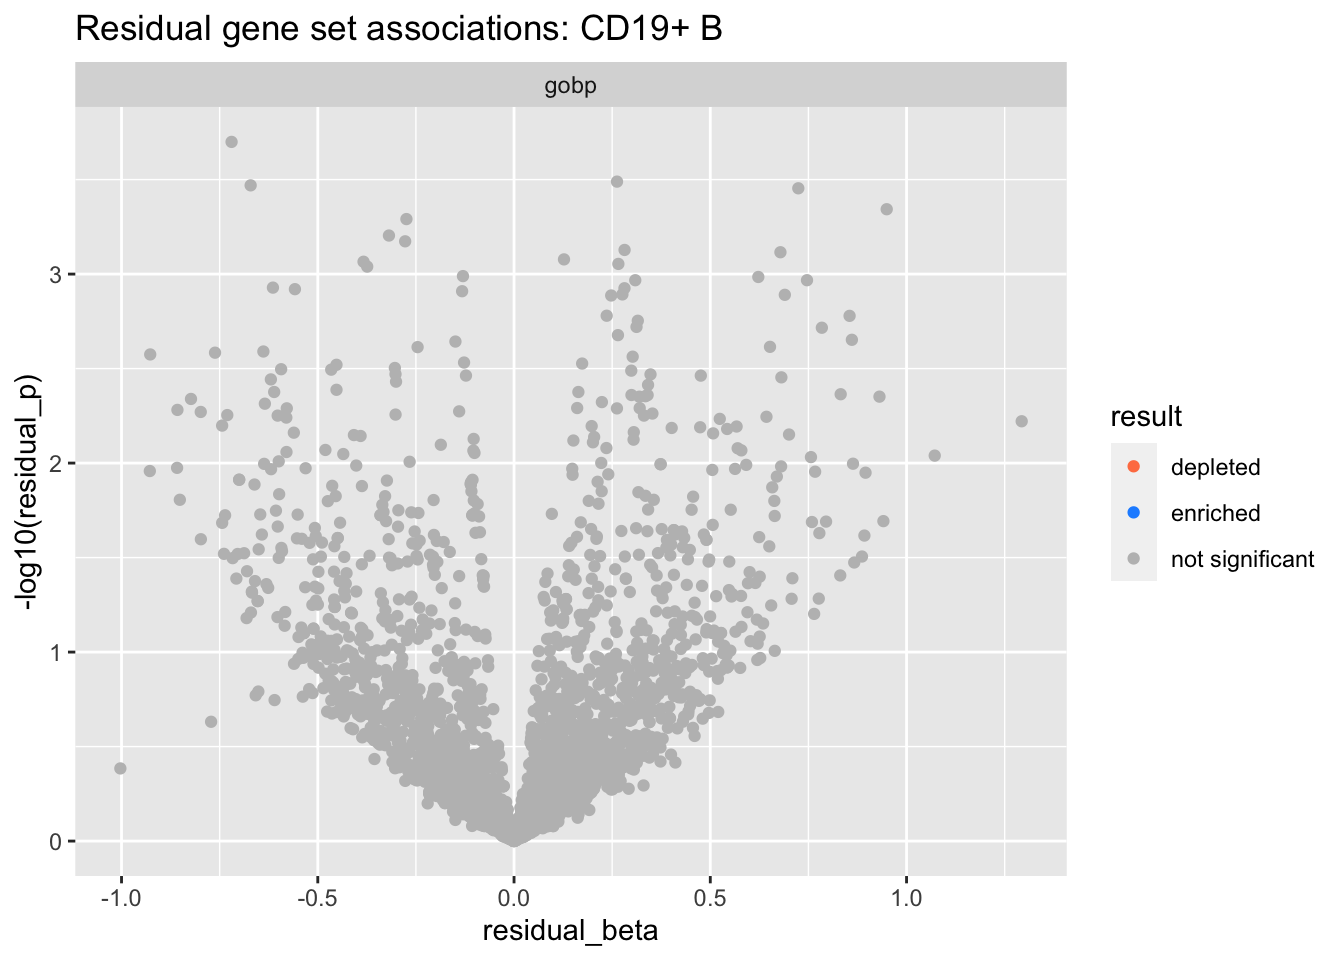 Residual gene set associations: CD19+ B
gobp
-log10(residual_p)
3
2
1
0
-1.0
-0.5
0.0
0.5
1.0
residual_beta
result
depleted
enriched
not significant